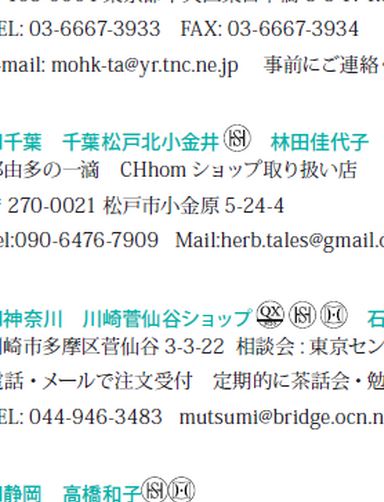 EL: 03-6667-3933 FAX: 03-6667-3934
-mail: mohk-ta@yr.tnc.ne.jp 事前にご連絡
千葉 千葉松戸北小金井 林田佳代子
那由多の一滴 CHhom ショップ取り扱い店
〒270-0021 松戸市小金原 5-24-4
el:090-6476-7909 Mail:herb.tales@gmail.c
神奈川 川崎菅仙谷ショップ QX 石
川崎市多摩区菅仙谷 3-3-22 相談会 : 東京セン
電話・メールで注文受付 定期的に茶話会・勉
EL: 044-946-3483 mutsumi@bridge.ocn.n
静岡 高橋和子